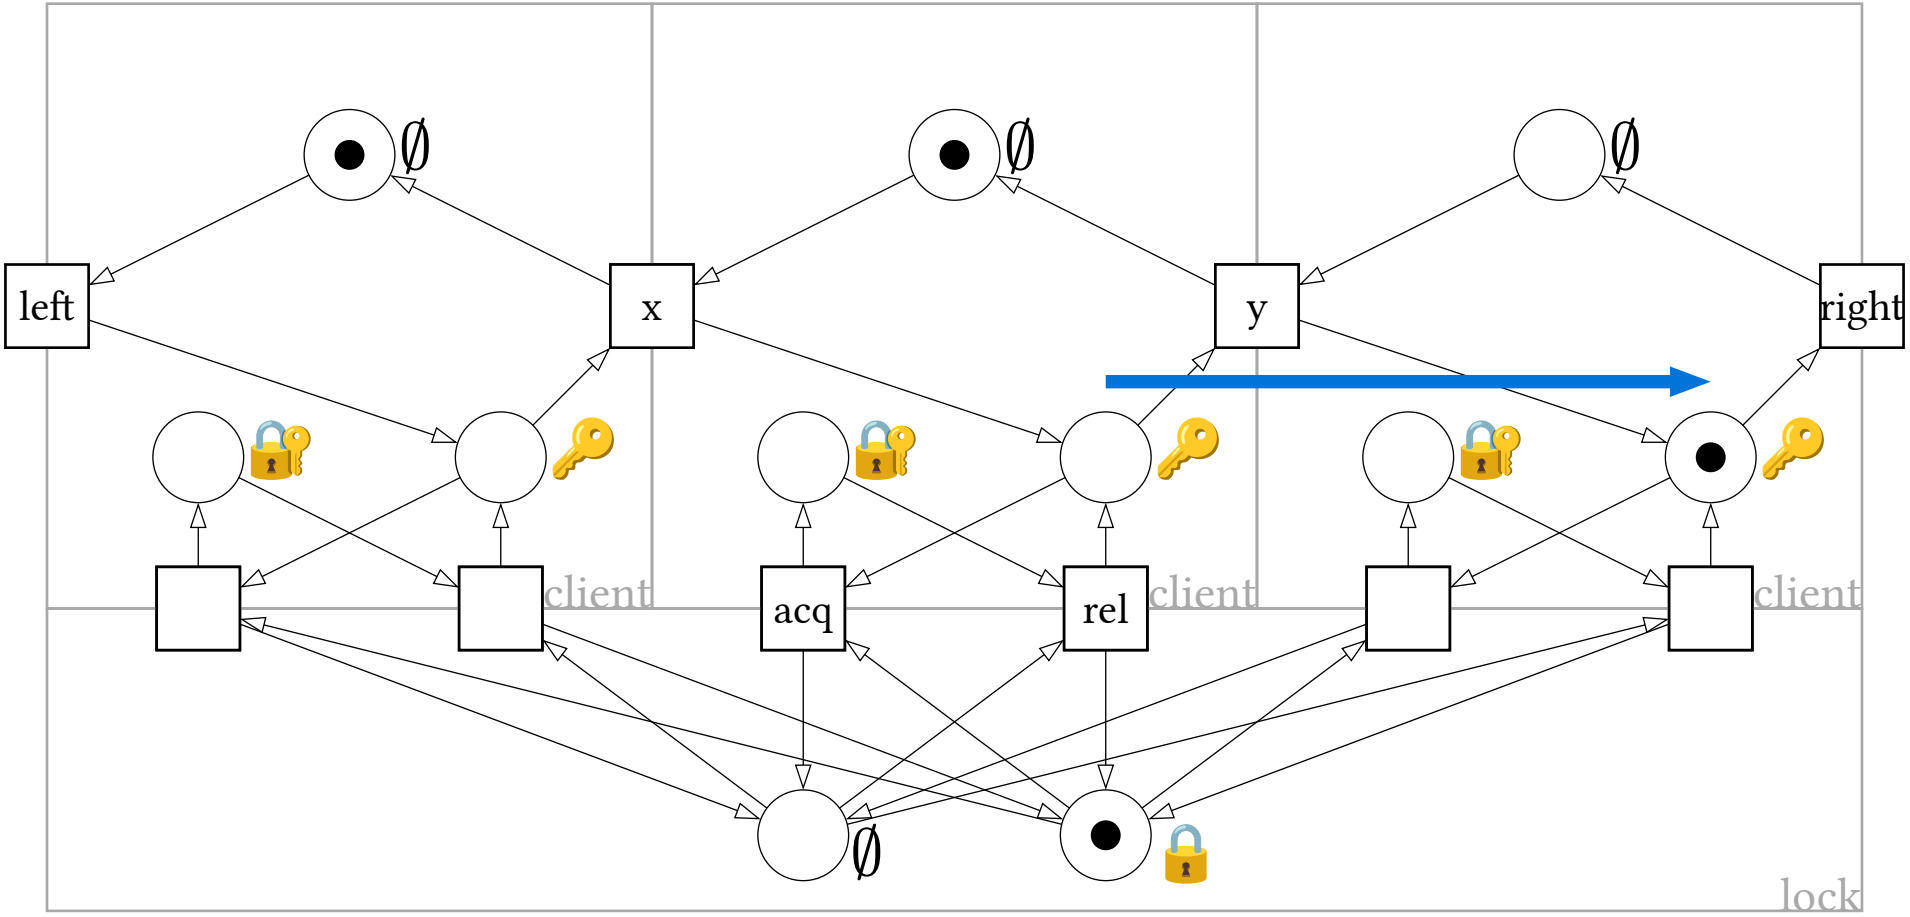 ∅ ∅ ∅
left x y right
🔐 🔑 🔐 🔑 🔐 🔑
client client client
acq rel
∅ 🔒
lock